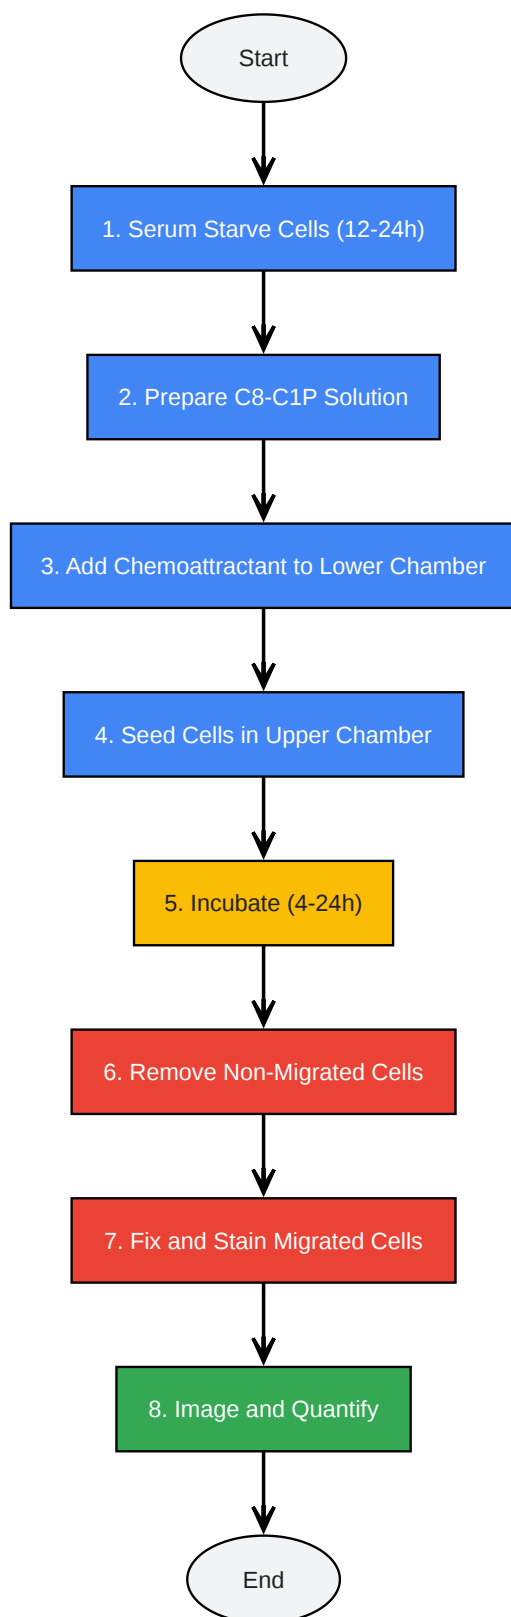 Start
1. Serum Starve Cells (12-24h)
2. Prepare C8-C1P Solution
3. Add Chemoattractant to Lower Chamber
4. Seed Cells in Upper Chamber
5. Incubate (4-24h)
6. Remove Non-Migrated Cells
7. Fix and Stain Migrated Cells
8. Image and Quantify
End